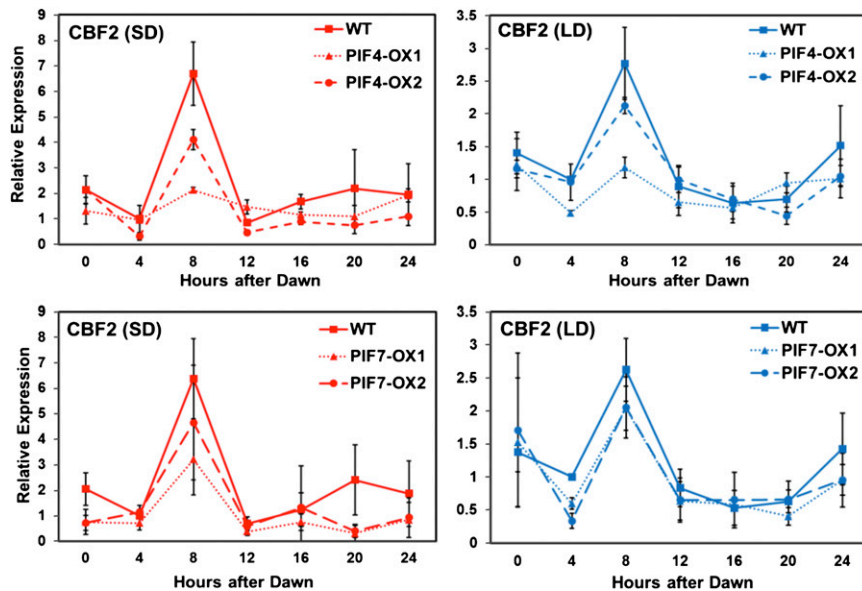 CBF2 (SD)
WT
PIF4-OX1
PIF4-OX2
Relative Expression
9
8
7
6
5
4
3
2
1
0
0 4 8 12 16 20 24
Hours after Dawn
CBF2 (LD)
WT
PIF4-OX1
PIF4-OX2
3.5
3
2.5
2
1.5
1
0.5
0
0 4 8 12 16 20 24
Hours after Dawn
CBF2 (SD)
WT
PIF7-OX1
PIF7-OX2
Relative Expression
9
8
7
6
5
4
3
2
1
0
0 4 8 12 16 20 24
Hours after Dawn
CBF2 (LD)
WT
PIF7-OX1
PIF7-OX2
3.5
3
2.5
2
1.5
1
0.5
0
0 4 8 12 16 20 24
Hours after Dawn